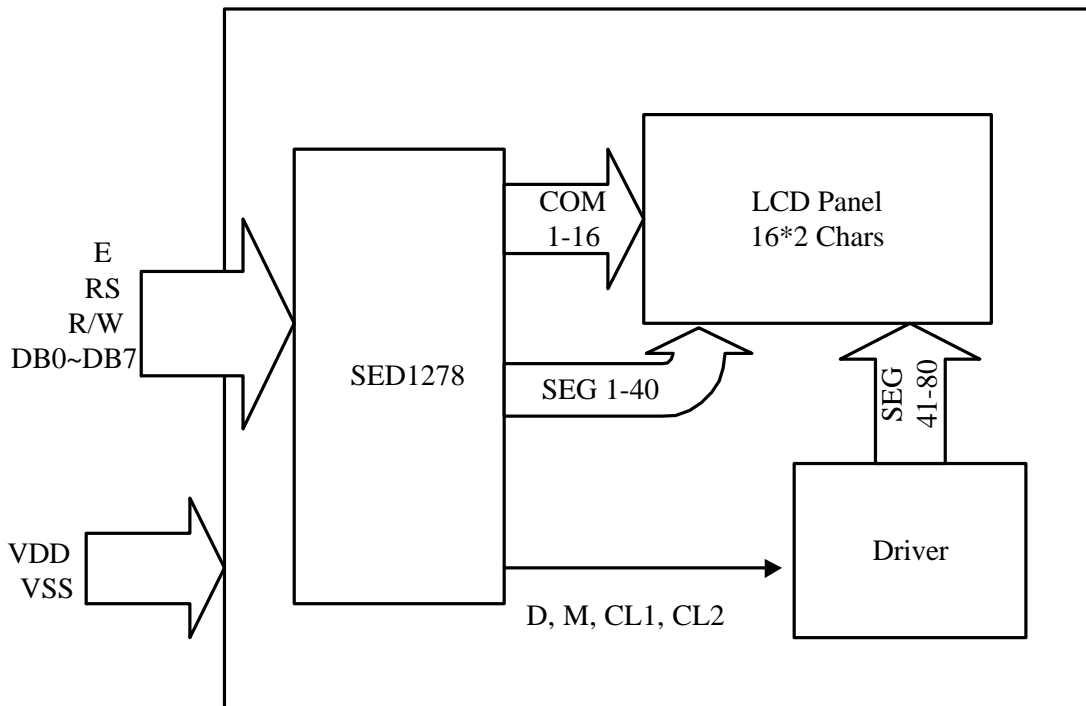 E
RS
R/W
DB0~DB7
VDD
VSS
SED1278
COM
1-16
SEG 1-40
D, M, CL1, CL2
LCD Panel
16*2 Chars
SEG
41-80
Driver